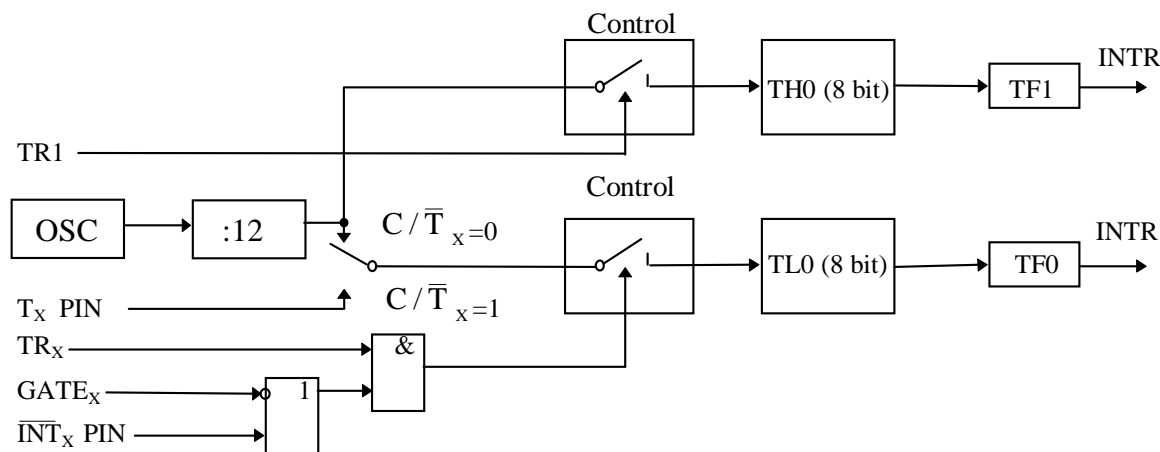 Control
INTR
TH0 (8 bit)
TF1
TR1
Control
OSC
:12
C / T̅ X=0
INTR
TL0 (8 bit)
TF0
C / T̅ X=1
TX PIN
TRX
&
GATEX
1
I̅N̅T̅X PIN